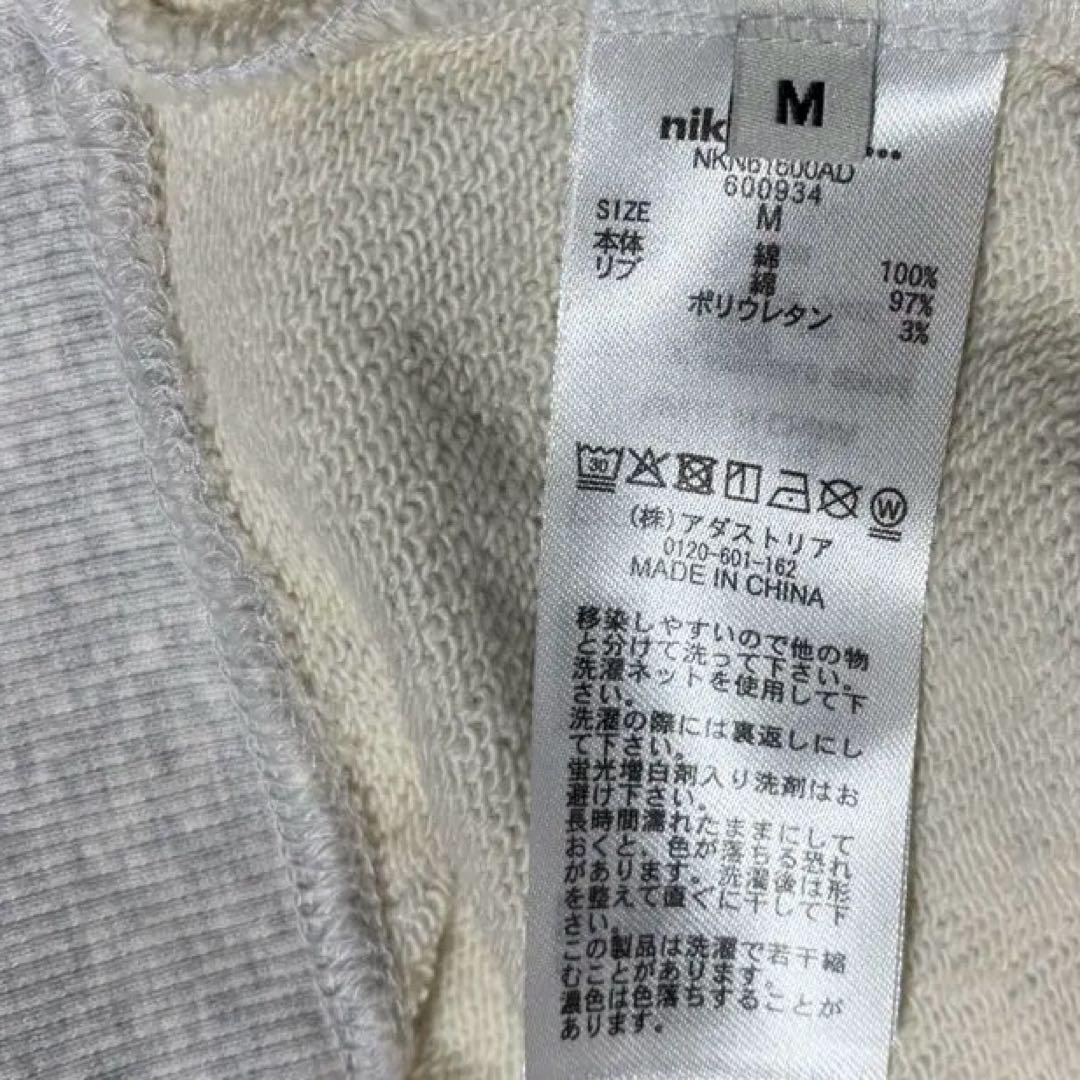 M
nik
NKN61600AD
600934
SIZE M
本体 綿 100%
リブ 綿 97%
ポリウレタン 3%
30
W
(株)アダストリア
0120-601-162
MADE IN CHINA
移染しやすいので他の物
と分けて洗って下さい。
洗濯ネットを使用して下
さい。
洗濯の際には裏返しにし
て下さい。
蛍光増白剤入り洗剤はお
避け下さい。
長時間濡れたままにして
おくと、色が落ちる恐れ
があります。洗濯後は形
を整えて直ぐに干して下
さい。
この製品は洗濯で若干縮
むことがあります。
濃色は色落ちすることが
あります。